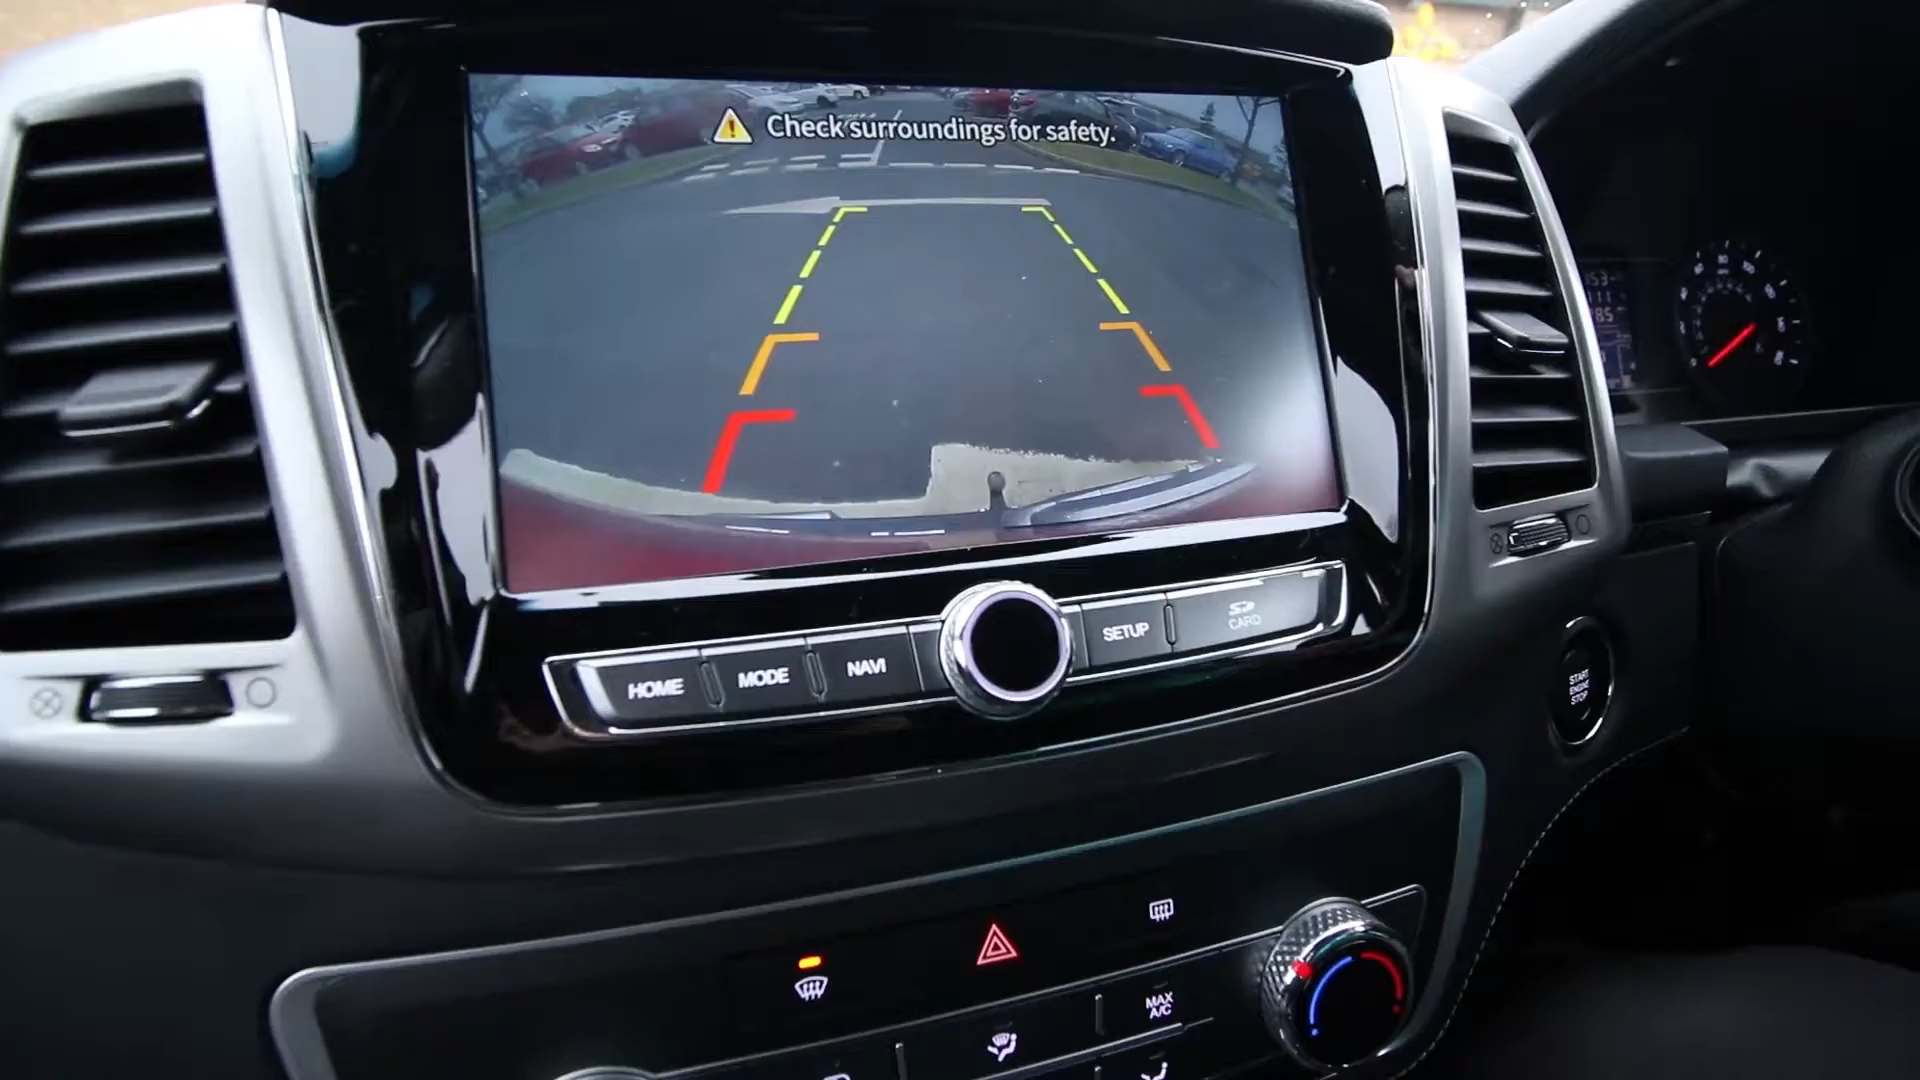 Check surroundings for safety.
HOME
MODE
NAVI
SETUP
SD
CARD
START
ENGINE
STOP
MAX
A/C